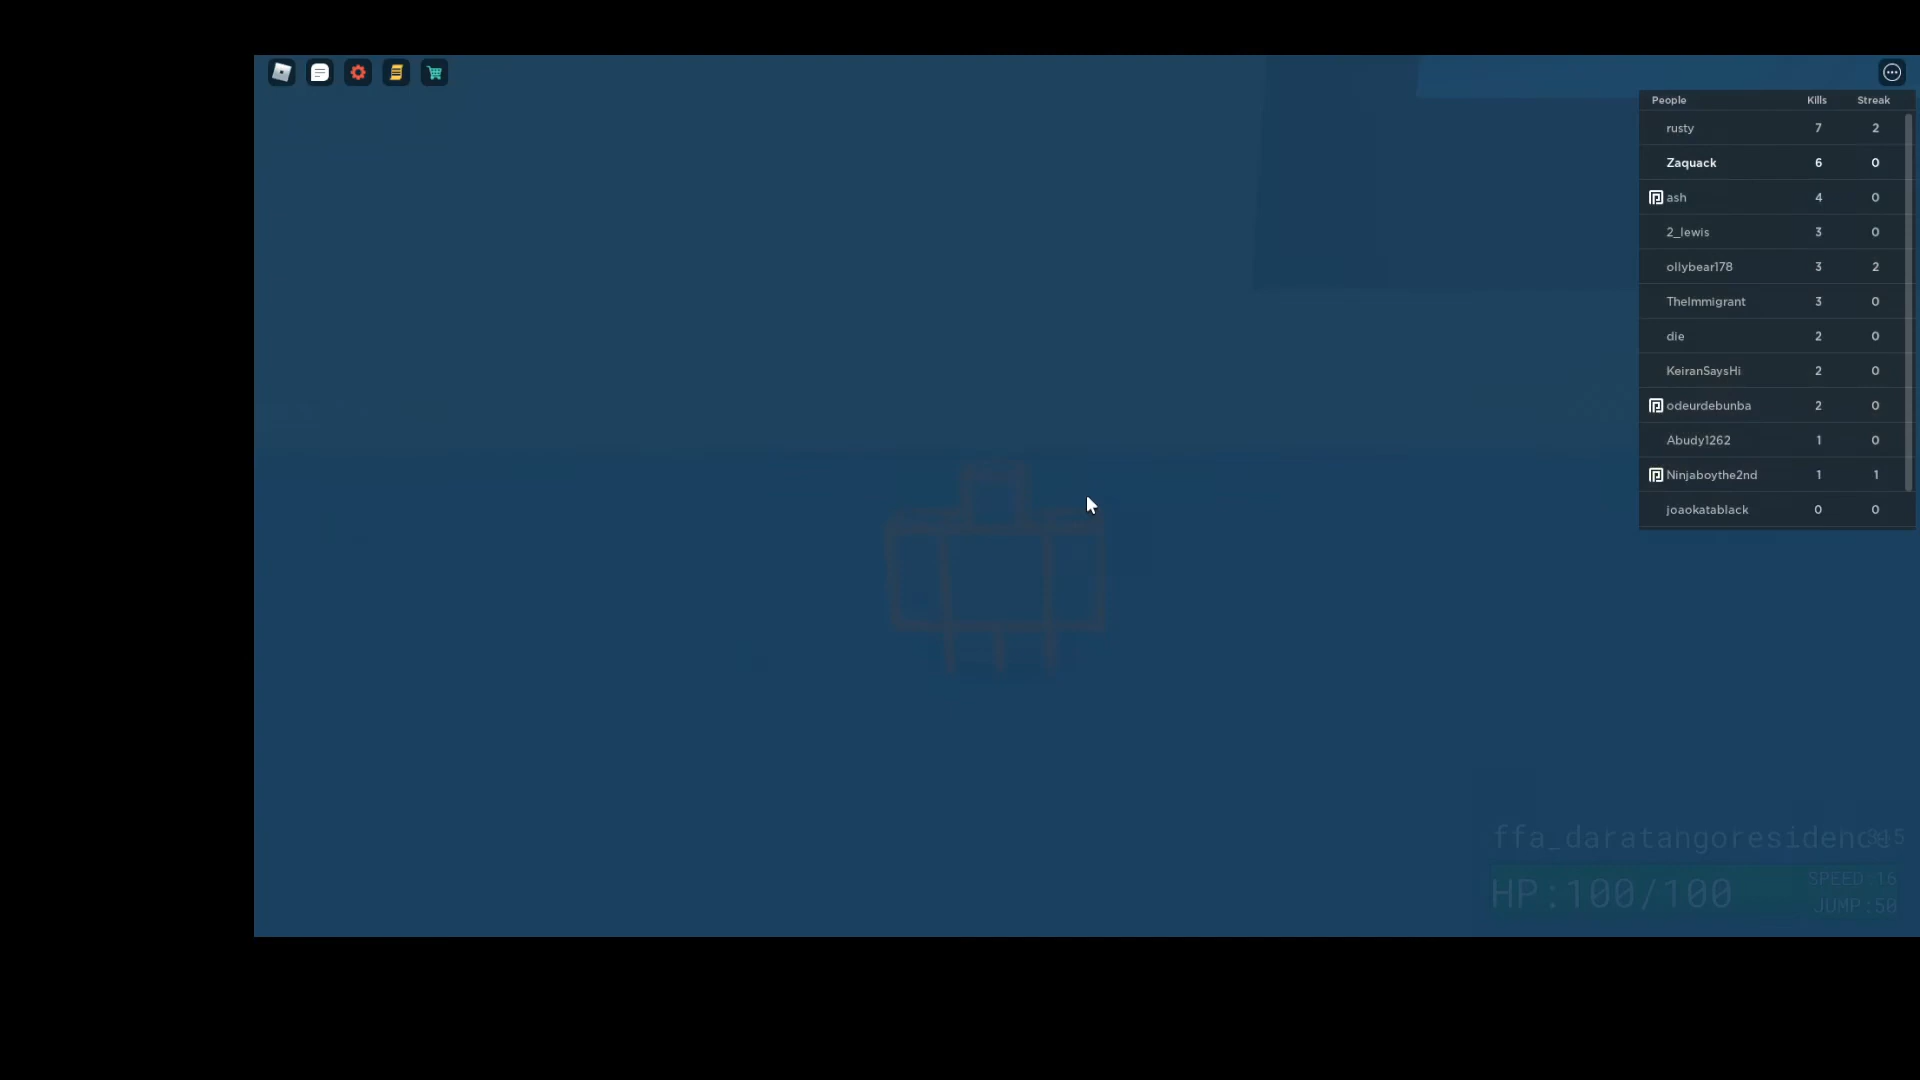 People Kills Streak
rusty 7 2
Zaquack 6 0
ash 4 0
2_lewis 3 0
ollybear178 3 2
TheImmigrant 3 0
die 2 0
KeiranSaysHi 2 0
odeurdebunba 2 0
Abudy1262 1 0
Ninjaboythe2nd 1 1
joaokatablack 0 0
ffa_daratangoresidence
HP:100/100
SPEED:16
JUMP:50